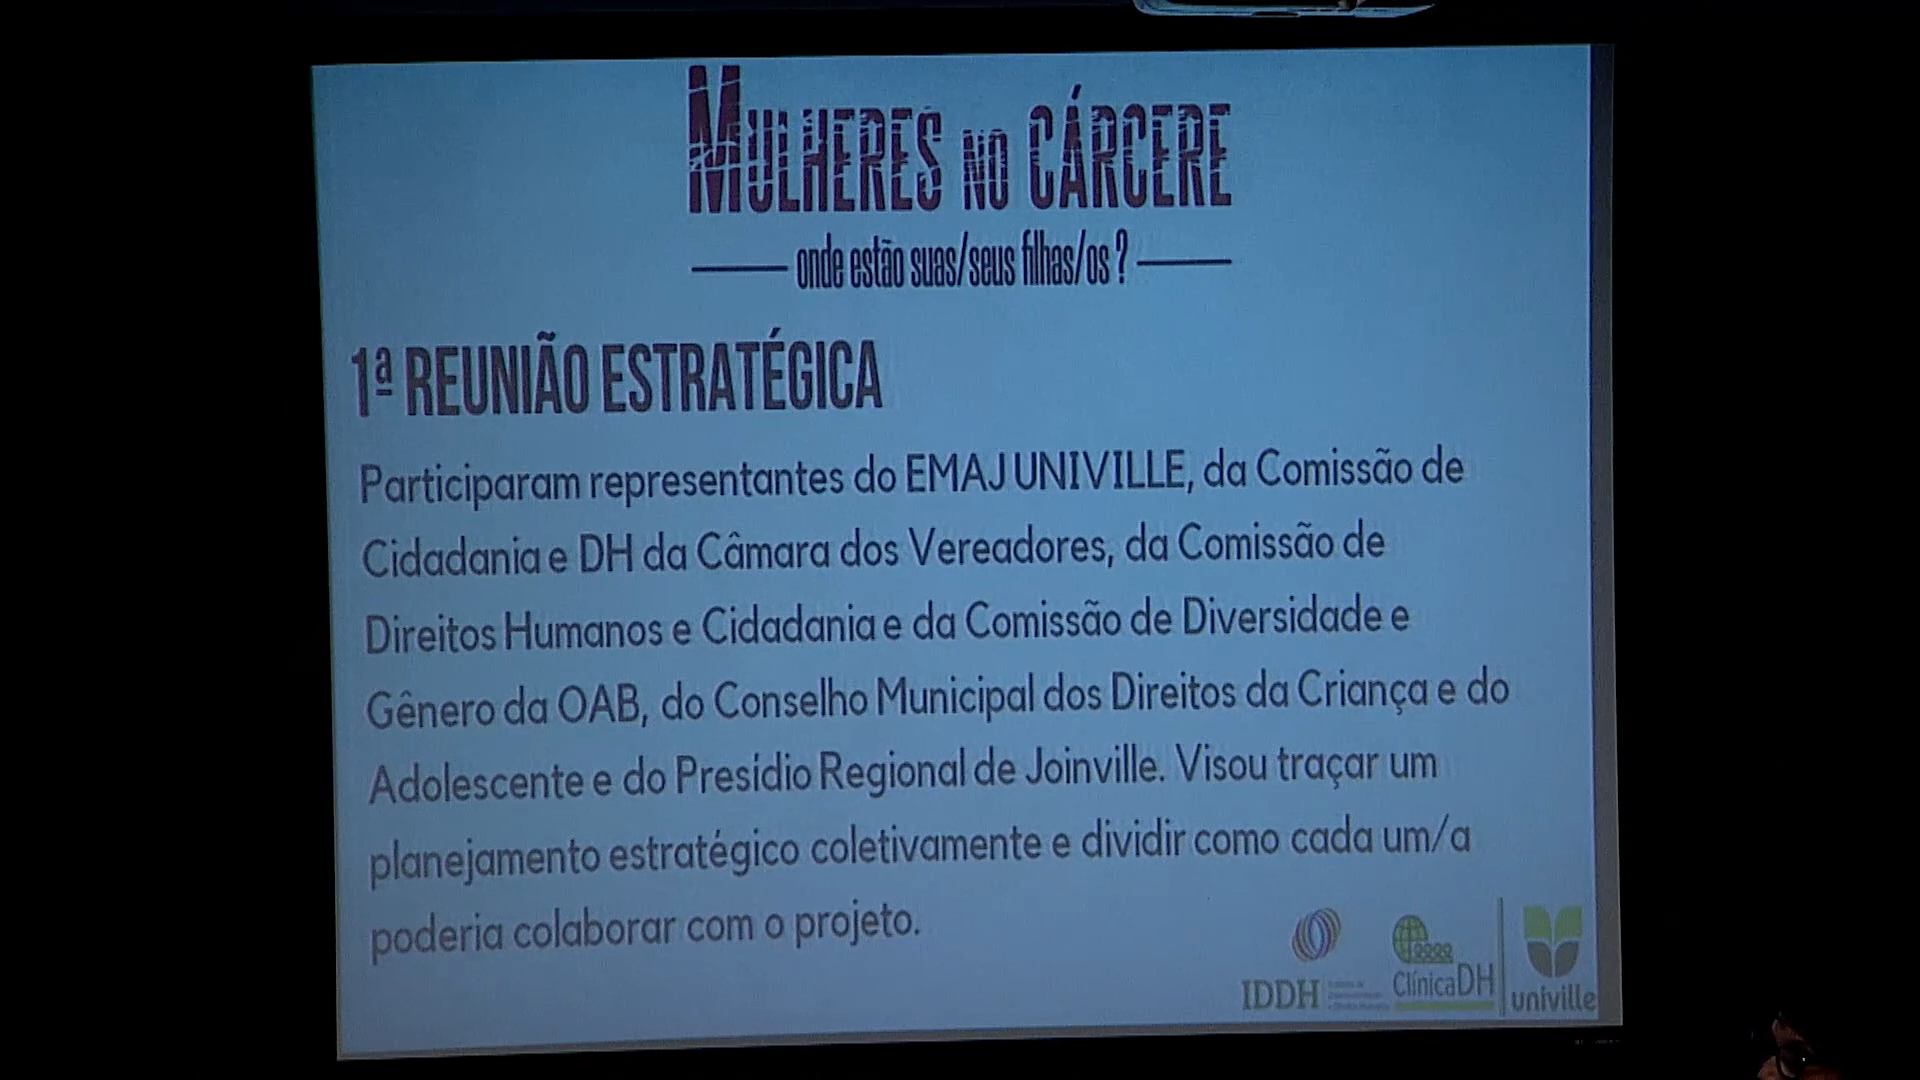 MULHERES NO CÁRCERE
onde estão suas/seus filhas/os?
1ª REUNIÃO ESTRATÉGICA
Participaram representantes do EMAJ UNIVILLE, da Comissão de
Cidadania e DH da Câmara dos Vereadores, da Comissão de
Direitos Humanos e Cidadania e da Comissão de Diversidade e
Gênero da OAB, do Conselho Municipal dos Direitos da Criança e do
Adolescente e do Presídio Regional de Joinville. Visou traçar um
planejamento estratégico coletivamente e dividir como cada um/a
poderia colaborar com o projeto.
IDDH
ClínicaDH
univille